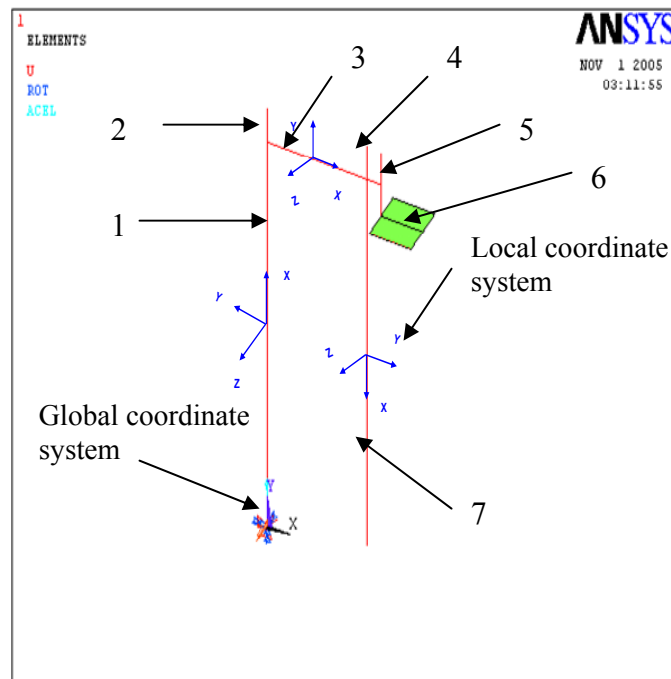 1
ELEMENTS
U
ROT
ACEL
ANSYS
NOV 1 2005
03:11:55
3
4
2
5
6
1
Y
X
Z
Local coordinate
system
X
Y
Z
Y
Z
X
Global coordinate
system
Y
X
7